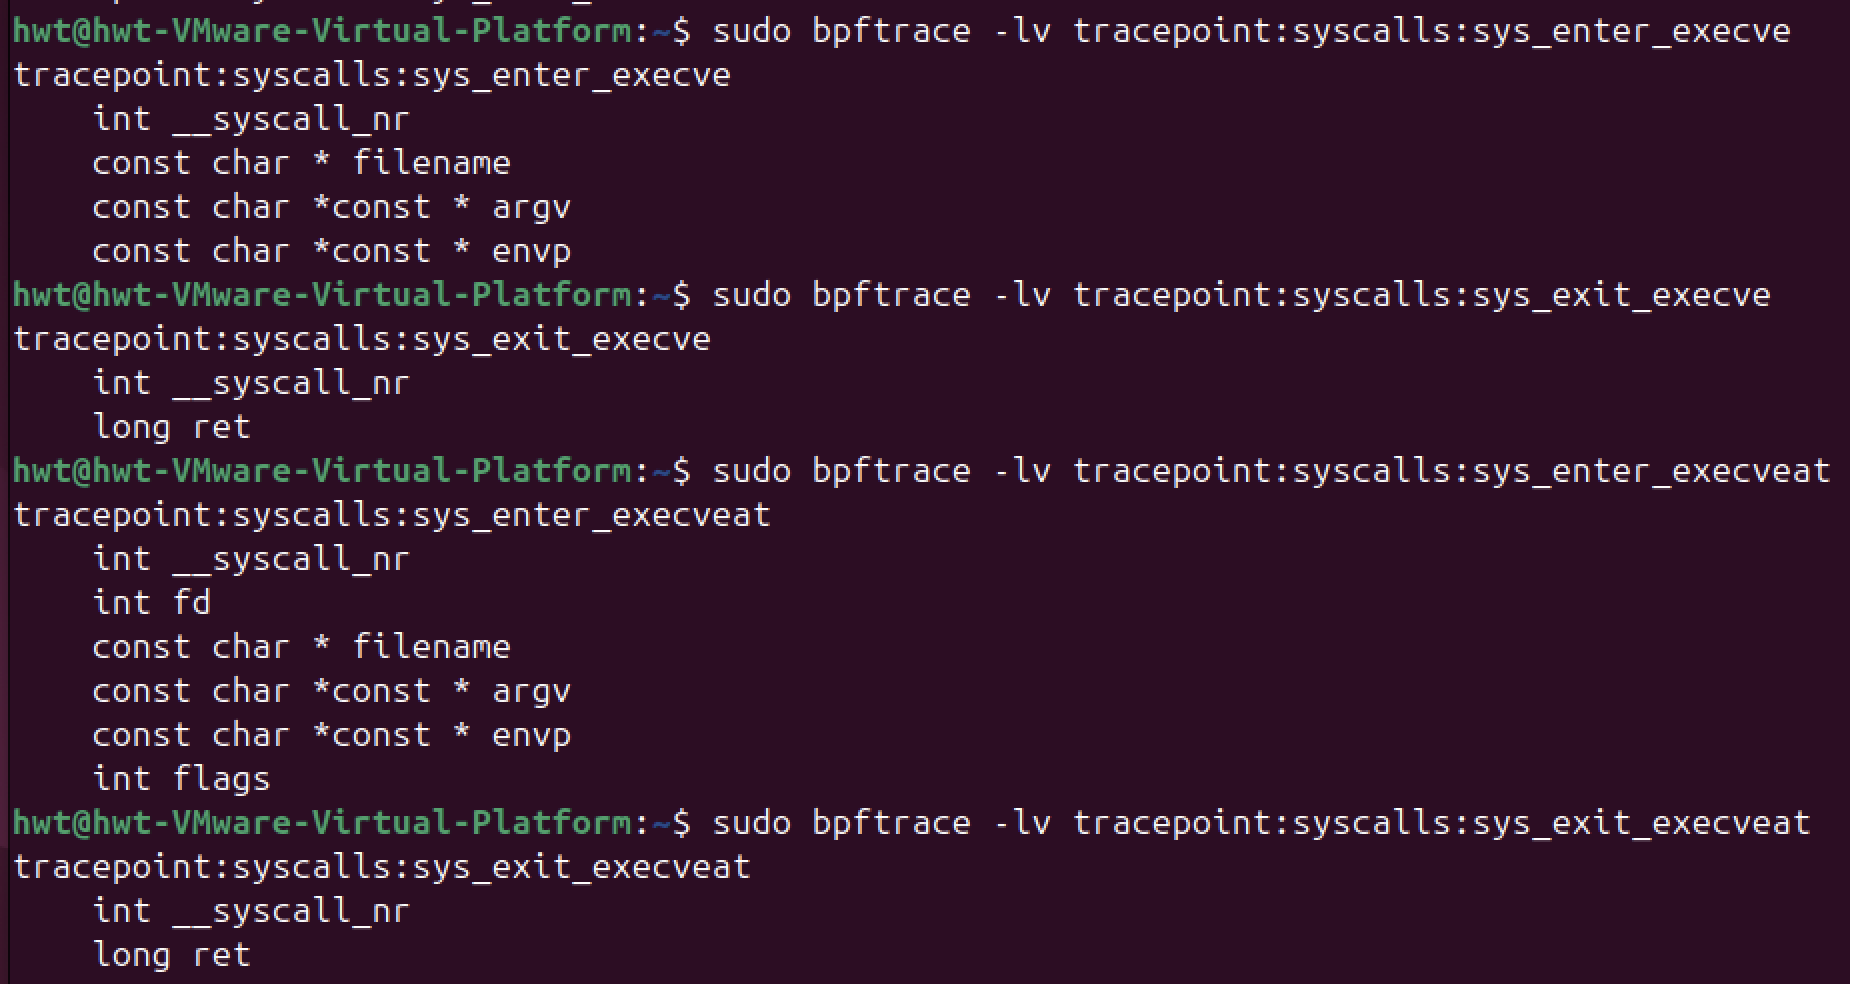 hwt@hwt-VMware-Virtual-Platform:~$ sudo bpftrace -lv tracepoint:syscalls:sys_enter_execve
tracepoint:syscalls:sys_enter_execve
    int __syscall_nr
    const char * filename
    const char *const * argv
    const char *const * envp
hwt@hwt-VMware-Virtual-Platform:~$ sudo bpftrace -lv tracepoint:syscalls:sys_exit_execve
tracepoint:syscalls:sys_exit_execve
    int __syscall_nr
    long ret
hwt@hwt-VMware-Virtual-Platform:~$ sudo bpftrace -lv tracepoint:syscalls:sys_enter_execveat
tracepoint:syscalls:sys_enter_execveat
    int __syscall_nr
    int fd
    const char * filename
    const char *const * argv
    const char *const * envp
    int flags
hwt@hwt-VMware-Virtual-Platform:~$ sudo bpftrace -lv tracepoint:syscalls:sys_exit_execveat
tracepoint:syscalls:sys_exit_execveat
    int __syscall_nr
    long ret